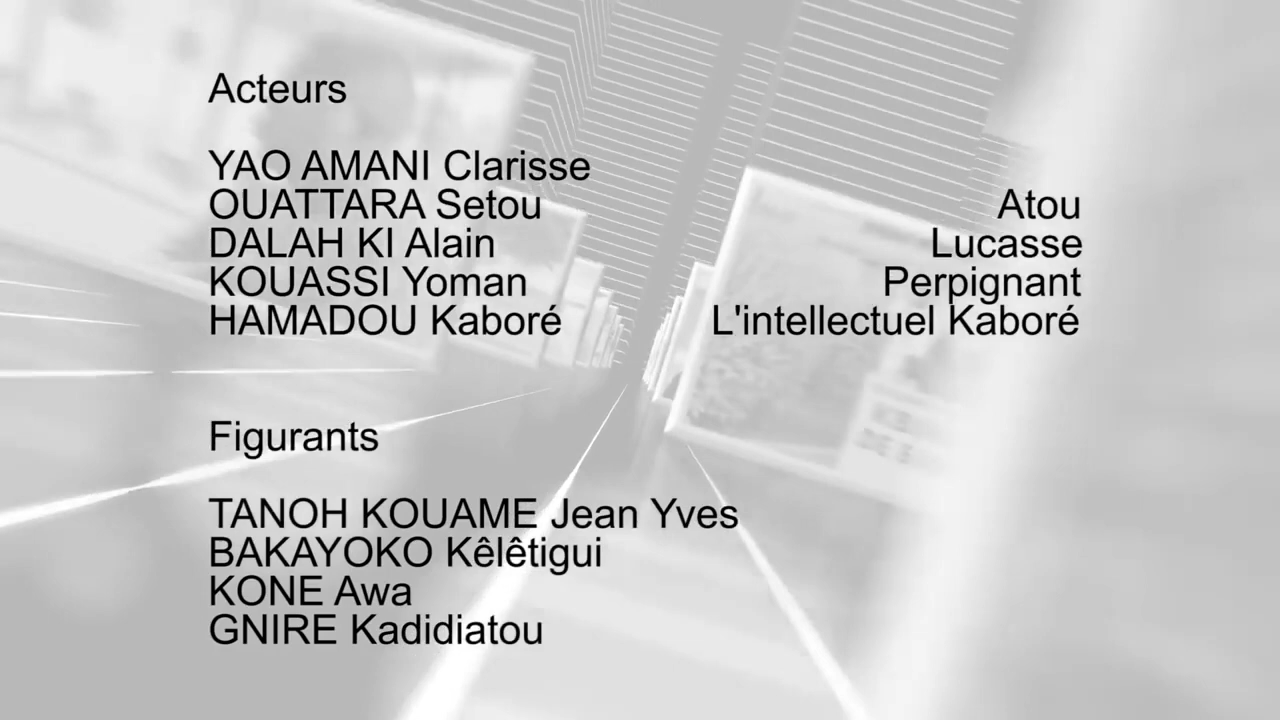 Acteurs
YAO AMANI Clarisse
OUATTARA Setou Atou
DALAH KI Alain Lucasse
KOUASSI Yoman Perpignant
HAMADOU Kaboré L'intellectuel Kaboré
Figurants
TANOH KOUAME Jean Yves
BAKAYOKO Kêlêtigui
KONE Awa
GNIRE Kadidiatou